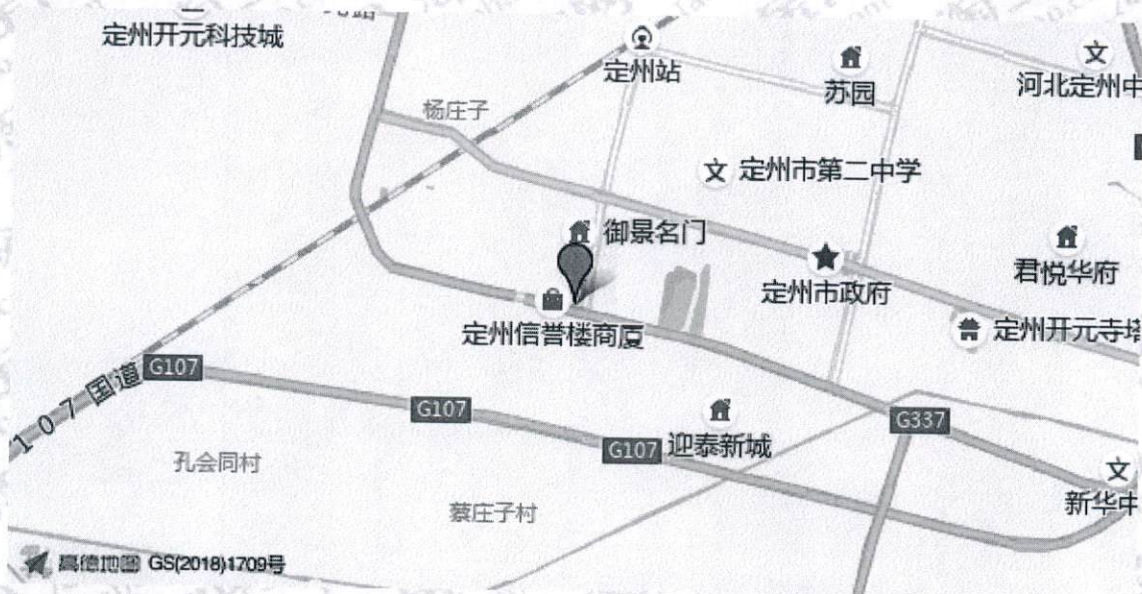 定州开元科技城
定州站
苏园
河北定州中
杨庄子
定州市第二中学
御景名门
君悦华府
定州市政府
定州信誉楼商厦
定州开元寺塔
107国道
G107
G107
G337
G107
迎泰新城
孔会同村
新华中
蔡庄子村
高德地图 GS(2018)1709号